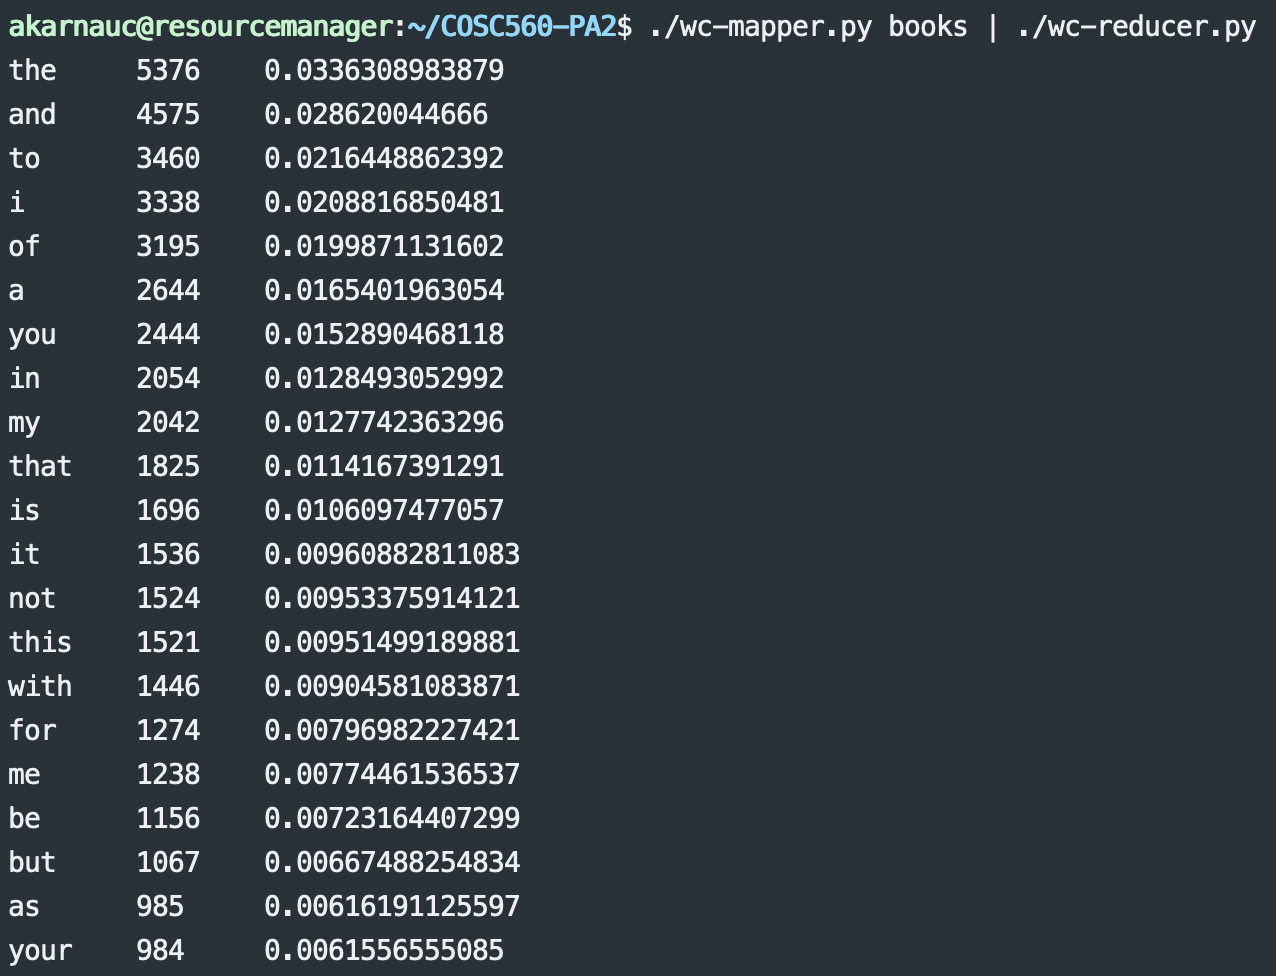 akarnauc@resourcemanager:~/COSC560-PA2$ ./wc-mapper.py books | ./wc-reducer.py
the 5376 0.0336308983879
and 4575 0.028620044666
to 3460 0.0216448862392
i 3338 0.0208816850481
of 3195 0.0199871131602
a 2644 0.0165401963054
you 2444 0.0152890468118
in 2054 0.0128493052992
my 2042 0.0127742363296
that 1825 0.0114167391291
is 1696 0.0106097477057
it 1536 0.00960882811083
not 1524 0.00953375914121
this 1521 0.00951499189881
with 1446 0.00904581083871
for 1274 0.00796982227421
me 1238 0.00774461536537
be 1156 0.00723164407299
but 1067 0.00667488254834
as 985 0.00616191125597
your 984 0.0061556555085